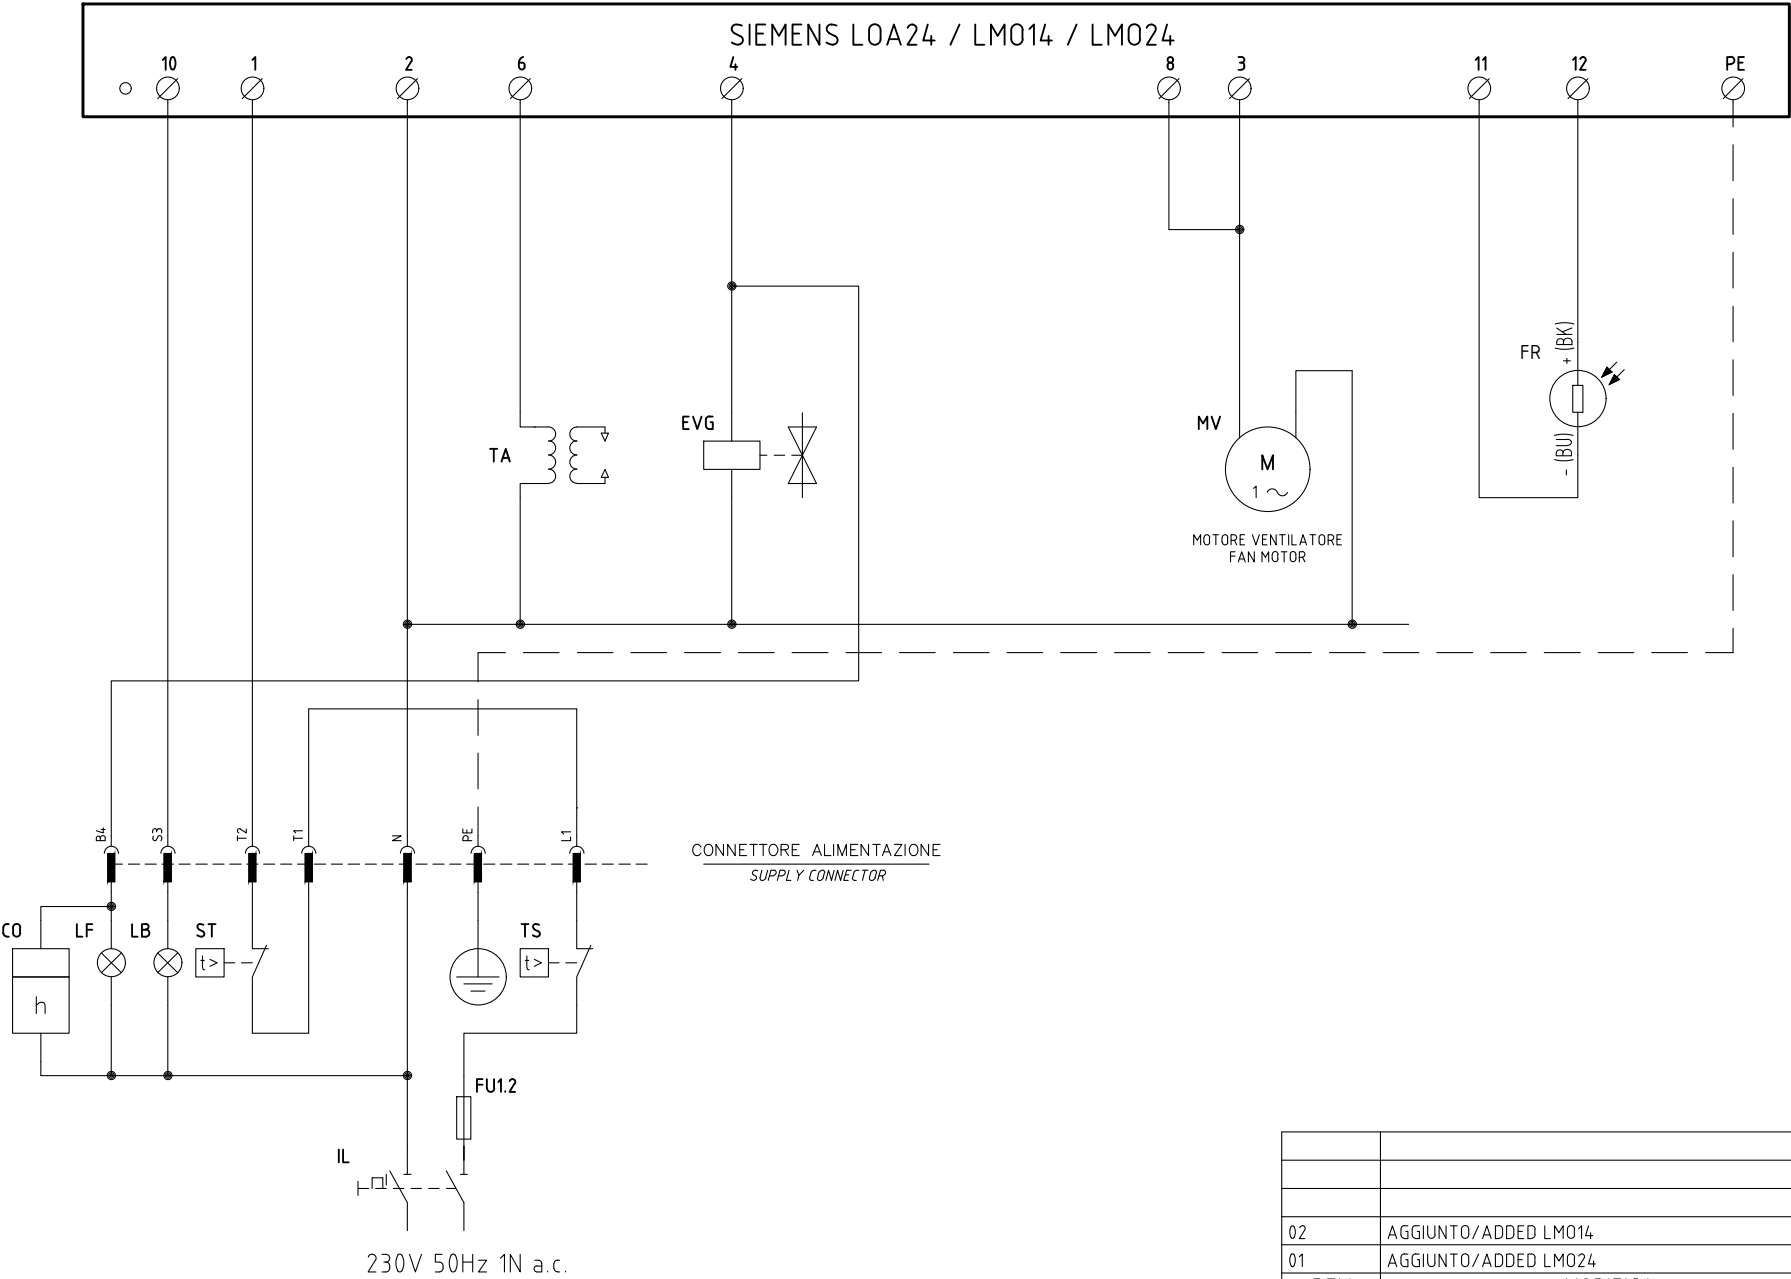 SIEMENS LOA24 / LMO14 / LMO24
10 1 2 6 4 8 3 11 12 PE
FR
+ (BK)
- (BU)
TA
EVG
MV
M
1
MOTORE VENTILATORE
FAN MOTOR
B4 S3 T2 T1 N PE L1
CONNETTORE ALIMENTAZIONE
SUPPLY CONNECTOR
CO LF LB ST TS
t> t>
h
FU1.2
IL
230V 50Hz 1N a.c.
02 AGGIUNTO/ADDED LMO14
01 AGGIUNTO/ADDED LMO24